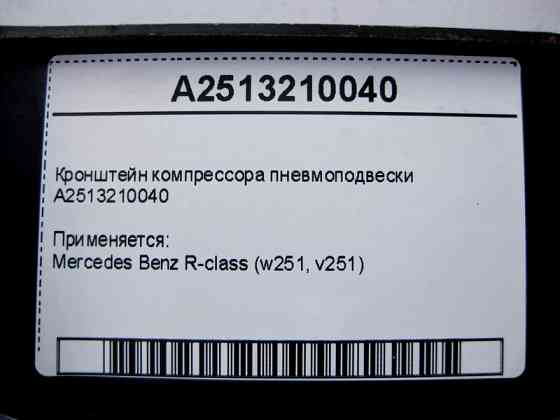 A2513210040
Кронштейн компрессора пневмоподвески
A2513210040
Применяется:
Mercedes Benz R-class (w251, v251)